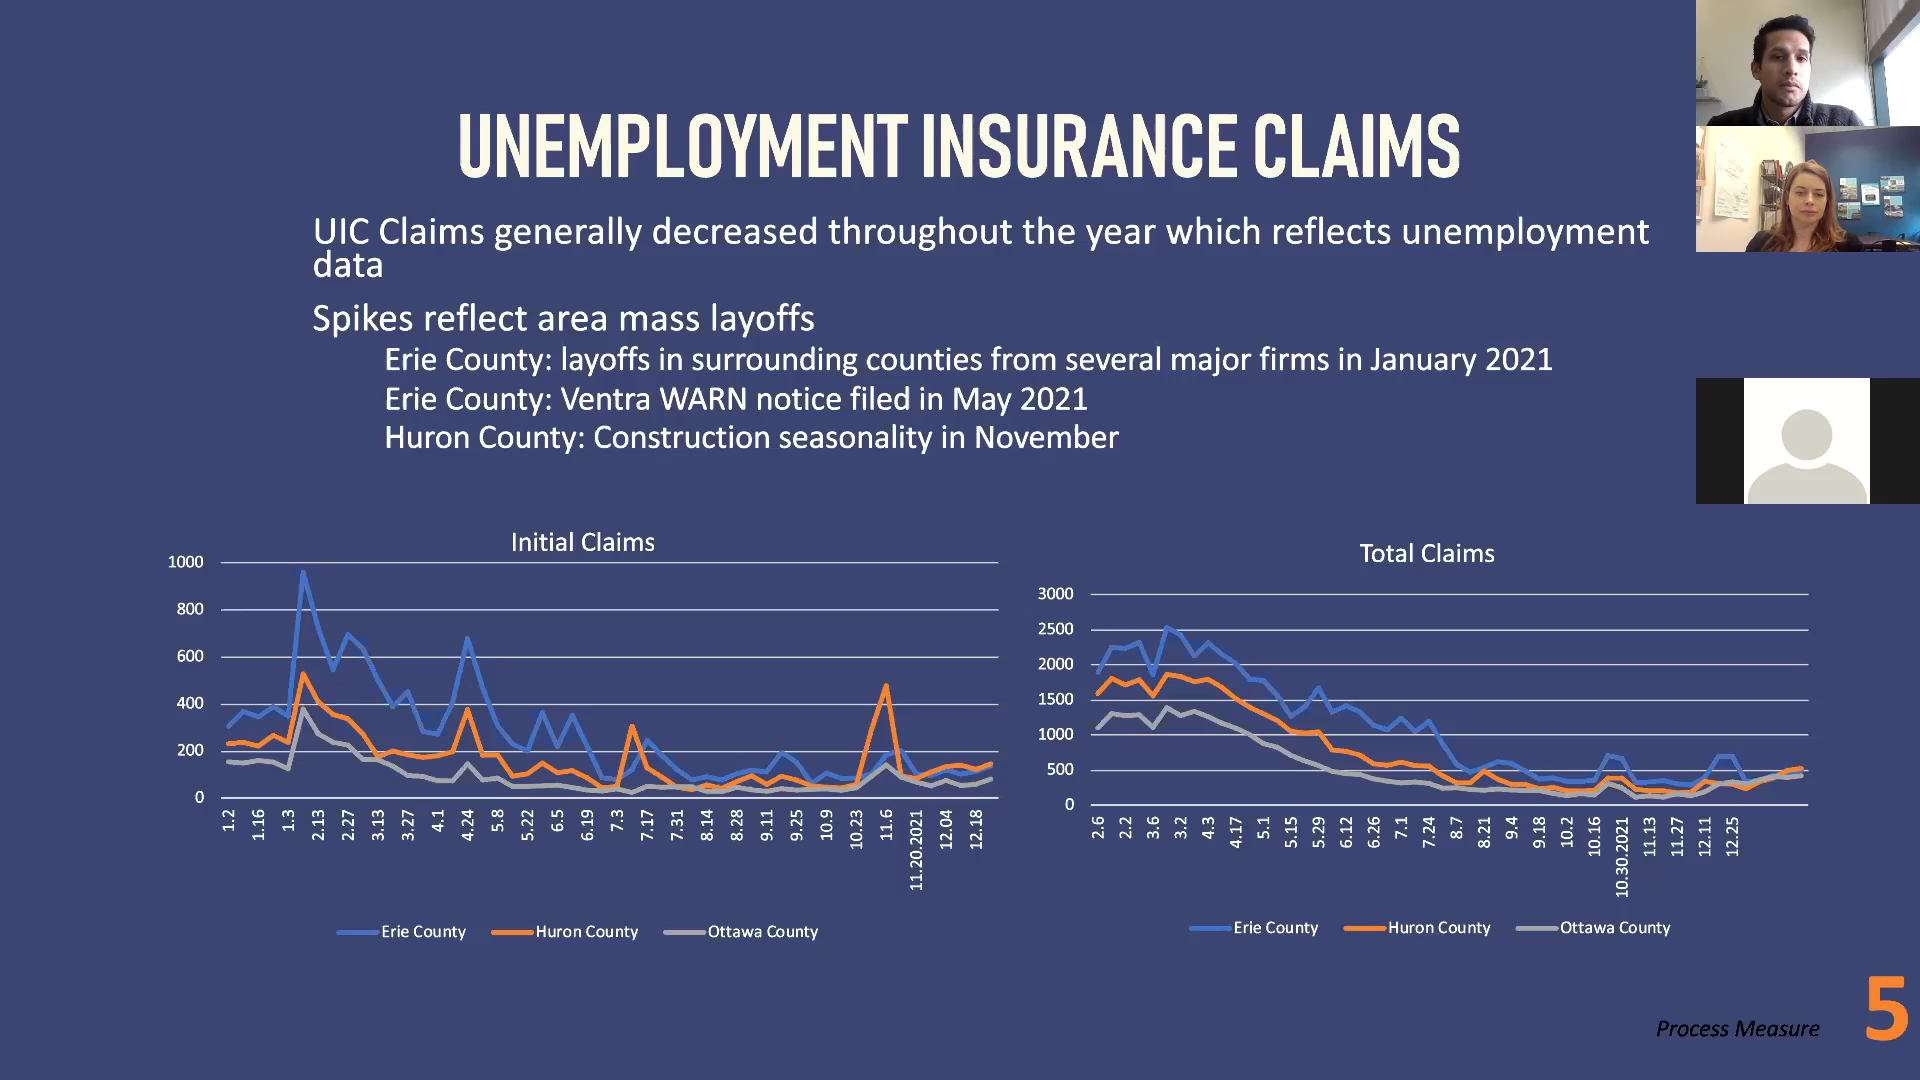 UNEMPLOYMENT INSURANCE CLAIMS
UIC Claims generally decreased throughout the year which reflects unemployment
data
Spikes reflect area mass layoffs
Erie County: layoffs in surrounding counties from several major firms in January 2021
Erie County: Ventra WARN notice filed in May 2021
Huron County: Construction seasonality in November
Initial Claims
1000
800
600
400
200
0
1.2 1.16 1.3 2.13 2.27 3.13 3.27 4.1 4.24 5.8 5.22 6.5 6.19 7.3 7.17 7.31 8.14 8.28 9.11 9.25 10.9 10.23 11.6 11.20.2021 12.04 12.18
Erie County Huron County Ottawa County
Total Claims
3000
2500
2000
1500
1000
500
0
2.6 2.2 3.6 3.2 4.3 4.17 5.1 5.15 5.29 6.12 6.26 7.1 7.24 8.7 8.21 9.4 9.18 10.2 10.16 10.30.2021 11.13 11.27 12.11 12.25
Erie County Huron County Ottawa County
Process Measure
5